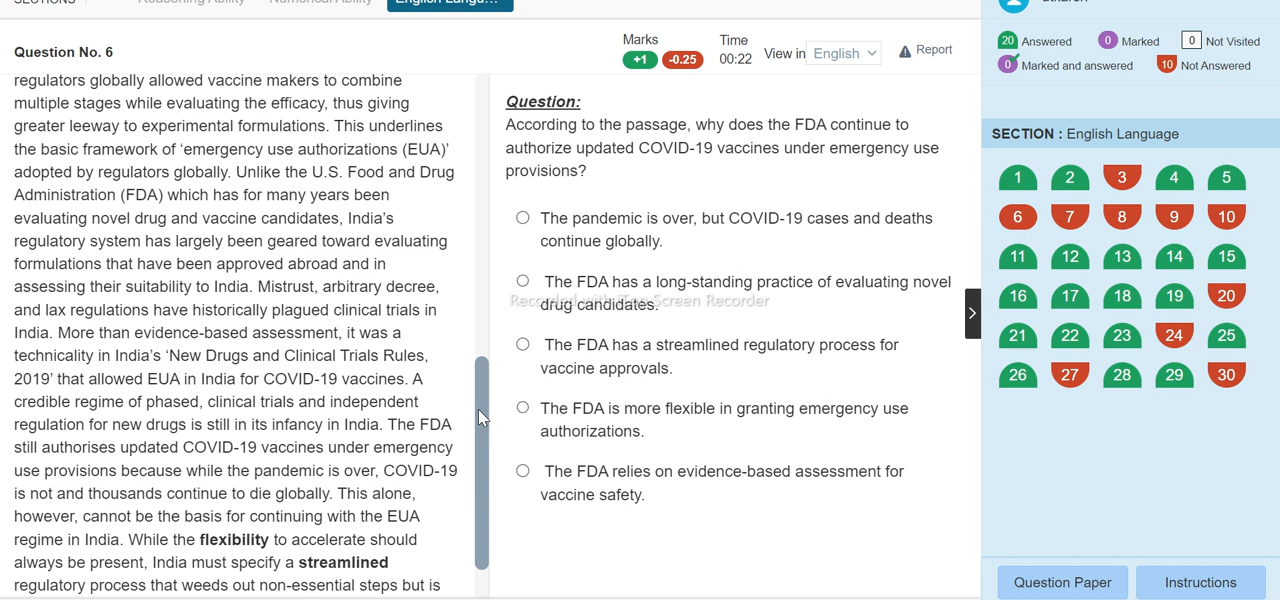 SECTIONS
Reasoning Ability
Numerical Ability
English Langu...
Question No. 6
Marks
+1
-0.25
Time
00:22
View in
English
Report
regulators globally allowed vaccine makers to combine
multiple stages while evaluating the efficacy, thus giving
greater leeway to experimental formulations. This underlines
the basic framework of ‘emergency use authorizations (EUA)’
adopted by regulators globally. Unlike the U.S. Food and Drug
Administration (FDA) which has for many years been
evaluating novel drug and vaccine candidates, India’s
regulatory system has largely been geared toward evaluating
formulations that have been approved abroad and in
assessing their suitability to India. Mistrust, arbitrary decree,
and lax regulations have historically plagued clinical trials in
India. More than evidence-based assessment, it was a
technicality in India’s ‘New Drugs and Clinical Trials Rules,
2019’ that allowed EUA in India for COVID-19 vaccines. A
credible regime of phased, clinical trials and independent
regulation for new drugs is still in its infancy in India. The FDA
still authorises updated COVID-19 vaccines under emergency
use provisions because while the pandemic is over, COVID-19
is not and thousands continue to die globally. This alone,
however, cannot be the basis for continuing with the EUA
regime in India. While the flexibility to accelerate should
always be present, India must specify a streamlined
regulatory process that weeds out non-essential steps but is
Question:
According to the passage, why does the FDA continue to
authorize updated COVID-19 vaccines under emergency use
provisions?
The pandemic is over, but COVID-19 cases and deaths
continue globally.
The FDA has a long-standing practice of evaluating novel
drug candidates.
Recorded with iTop Screen Recorder
The FDA has a streamlined regulatory process for
vaccine approvals.
The FDA is more flexible in granting emergency use
authorizations.
The FDA relies on evidence-based assessment for
vaccine safety.
20 Answered
0 Marked
0 Not Visited
0 Marked and answered
10 Not Answered
SECTION : English Language
1 2 3 4 5
6 7 8 9 10
11 12 13 14 15
16 17 18 19 20
21 22 23 24 25
26 27 28 29 30
Question Paper
Instructions